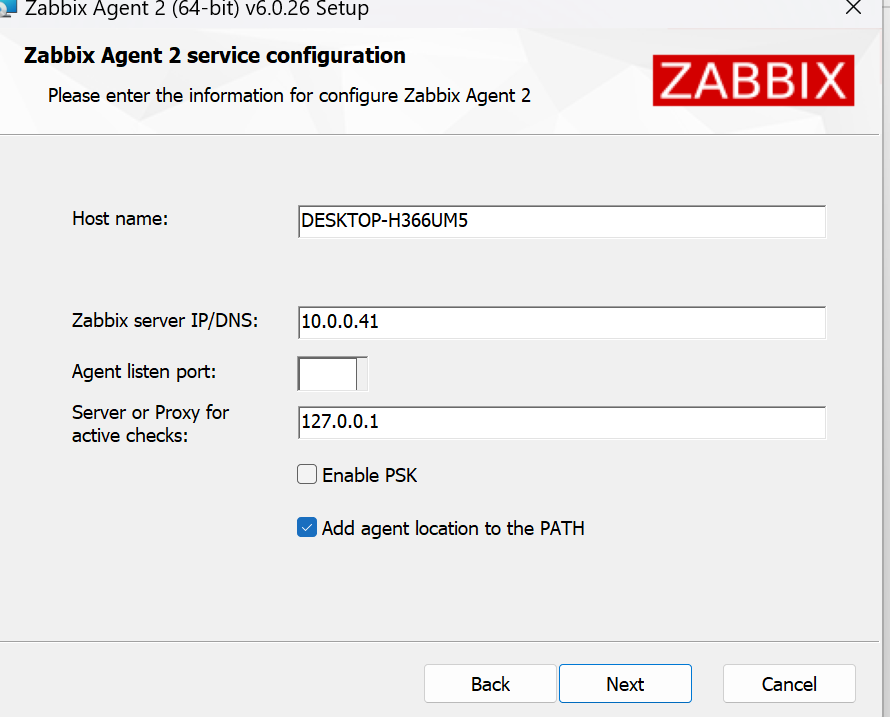 Zabbix Agent 2 (64-bit) v6.0.26 Setup
Zabbix Agent 2 service configuration
Please enter the information for configure Zabbix Agent 2
ZABBIX
Host name:
DESKTOP-H366UM5
Zabbix server IP/DNS:
10.0.0.41
Agent listen port:
Server or Proxy for
active checks:
127.0.0.1
Enable PSK
Add agent location to the PATH
Back
Next
Cancel